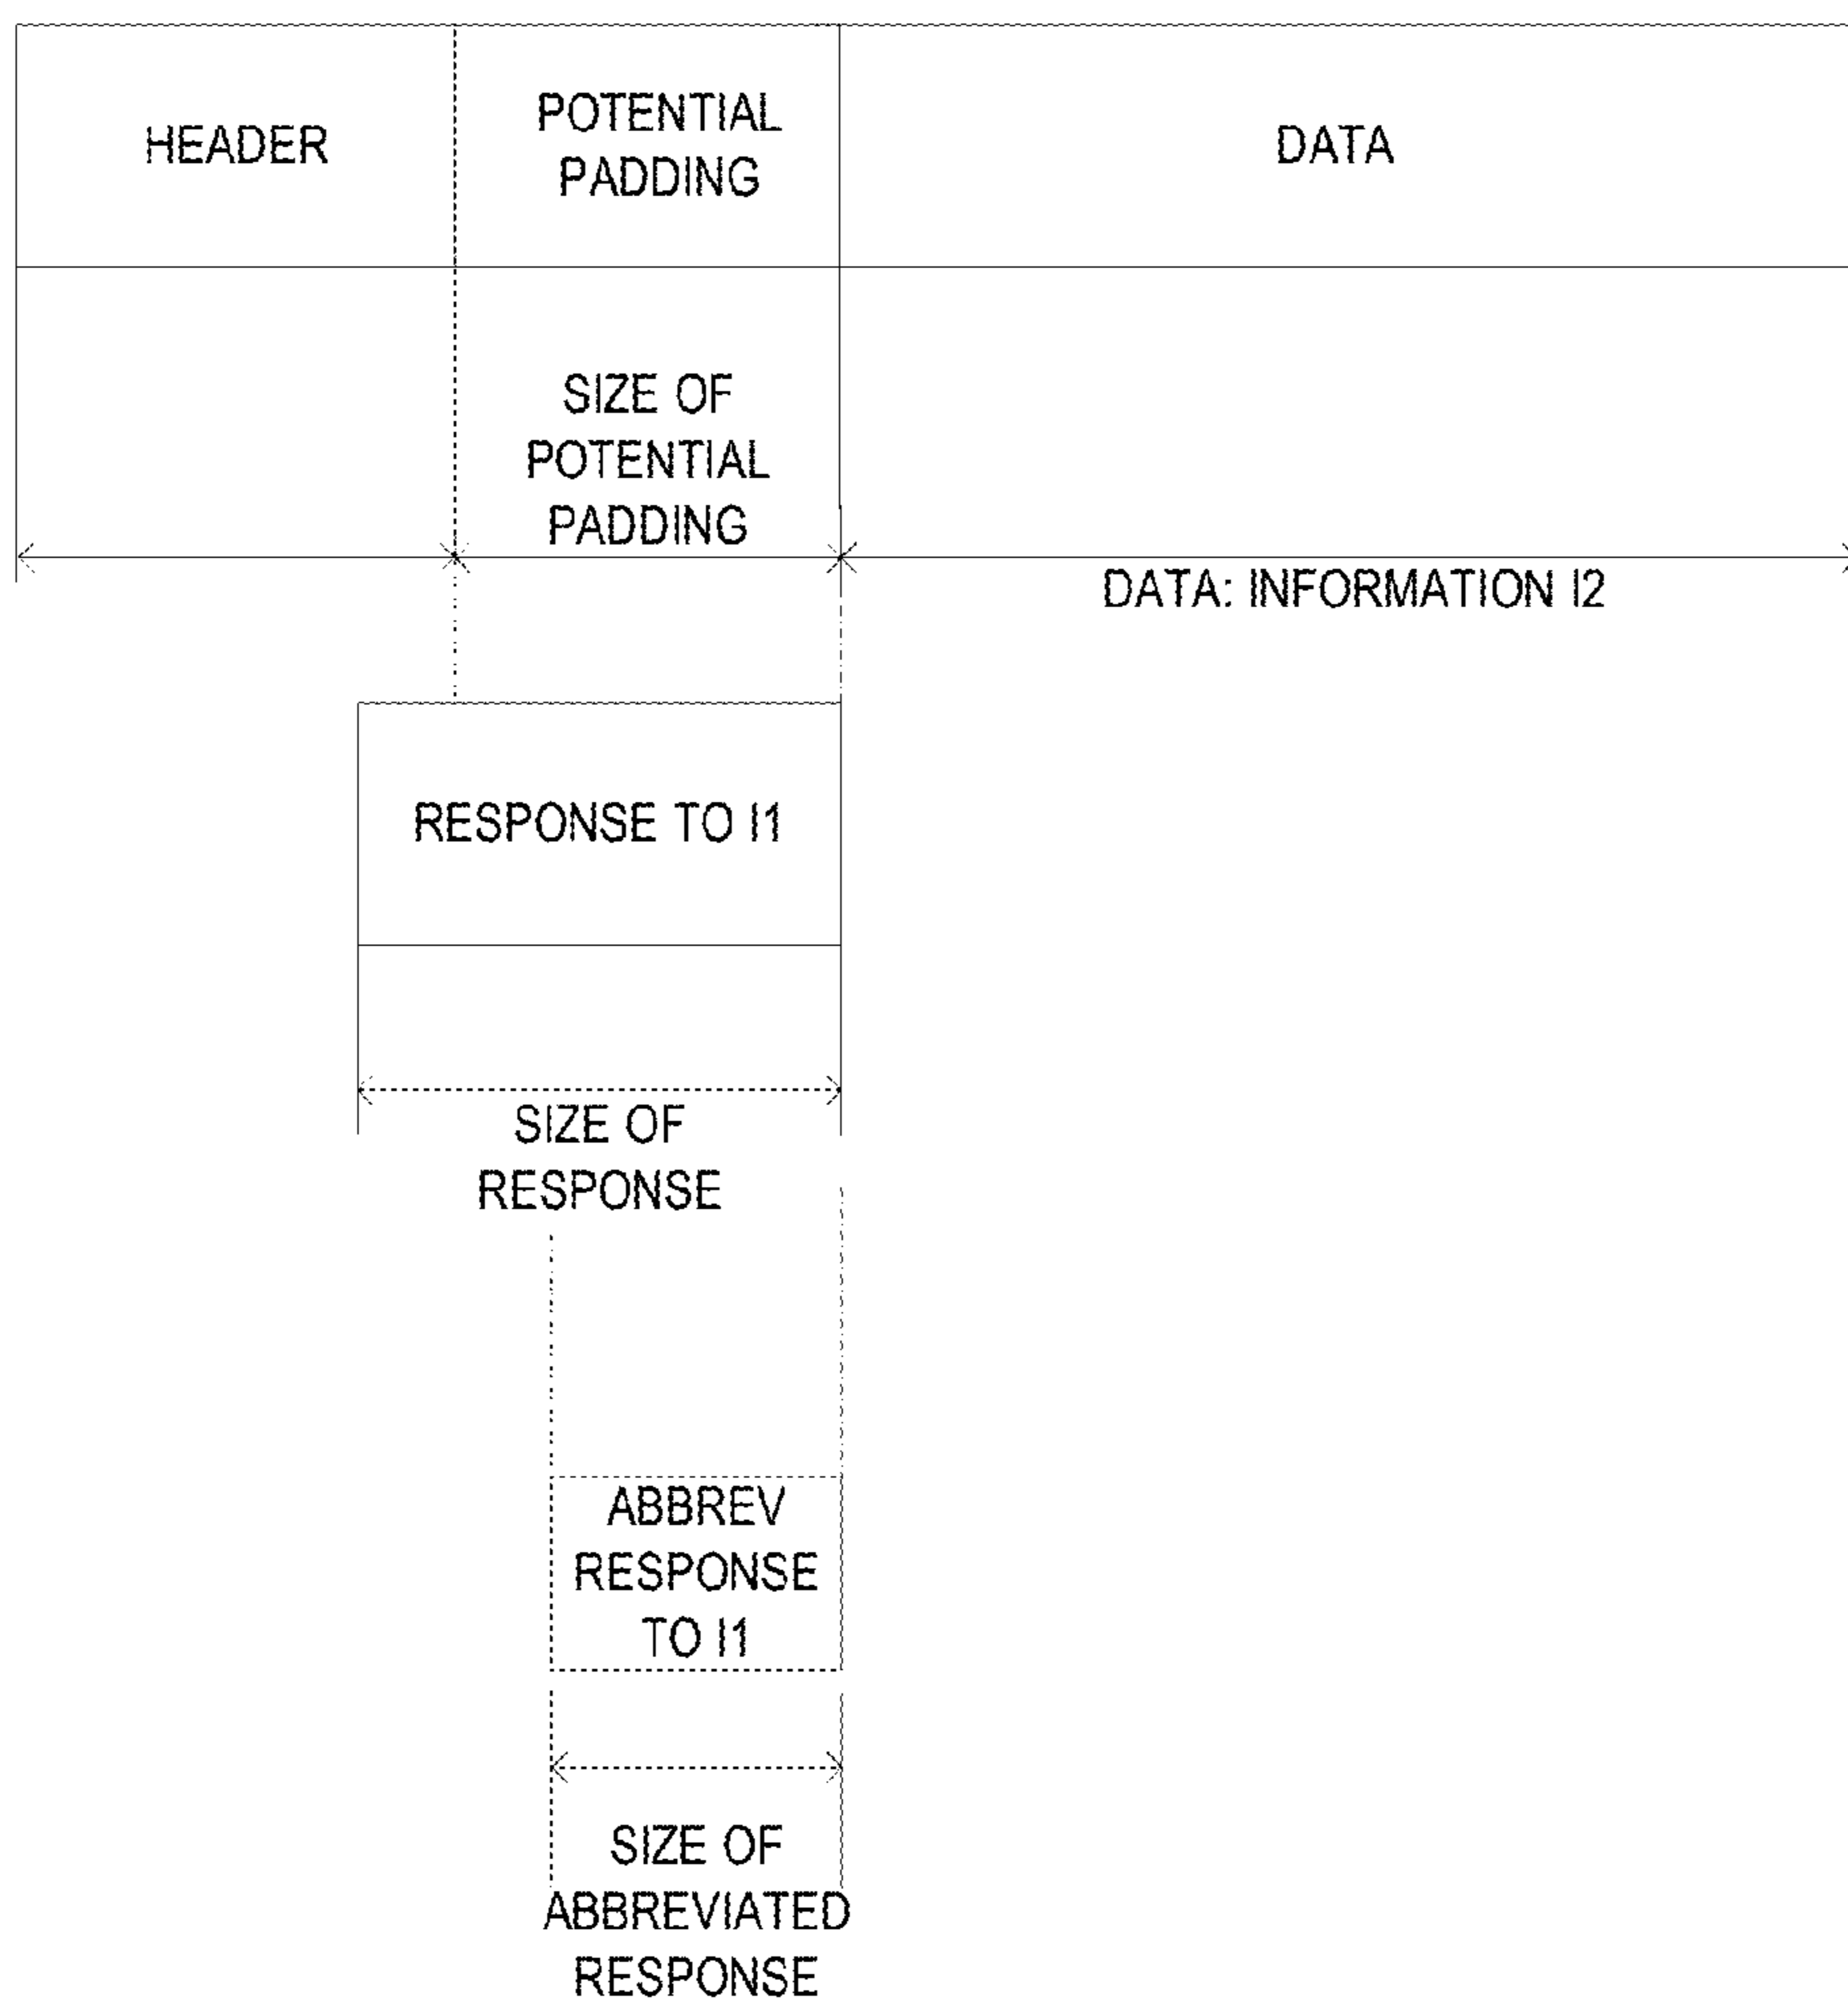 HEADER
POTENTIAL
PADDING
DATA
SIZE OF
POTENTIAL
PADDING
DATA: INFORMATION I2
RESPONSE TO I1
SIZE OF
RESPONSE
ABBREV
RESPONSE
TO I1
SIZE OF
ABBREVIATED
RESPONSE